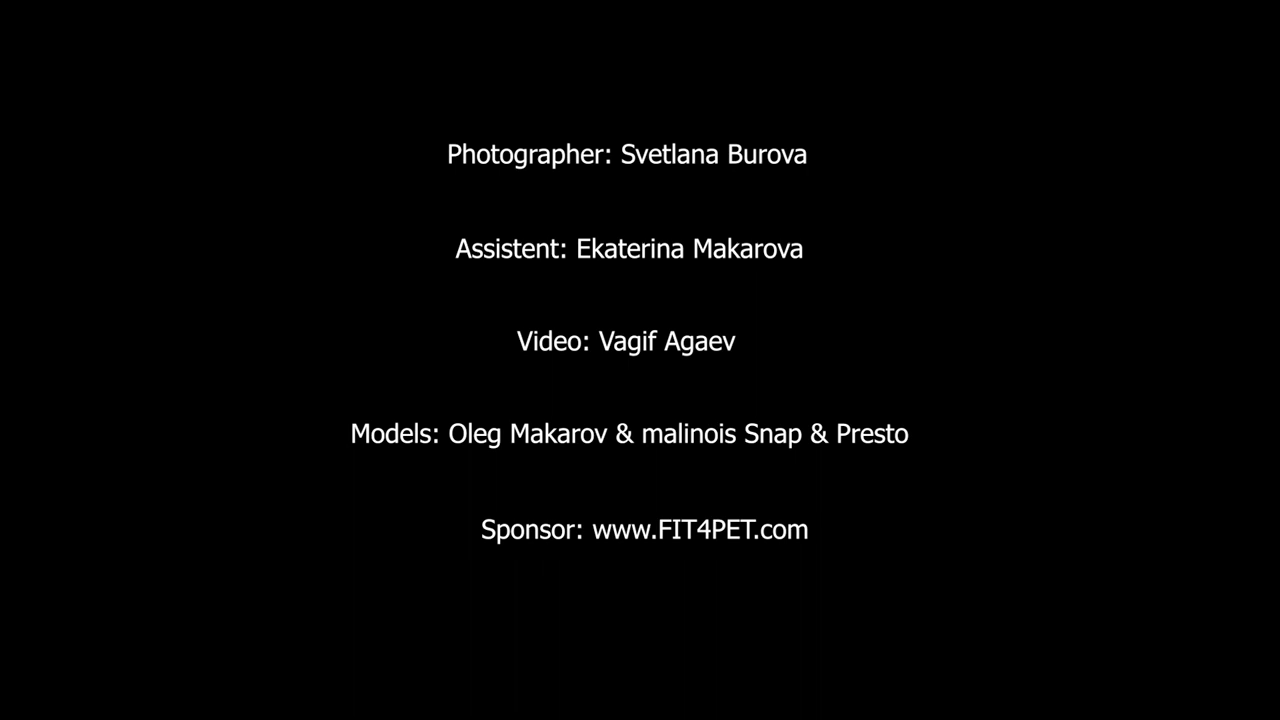 Photographer: Svetlana Burova
Assistent: Ekaterina Makarova
Video: Vagif Agaev
Models: Oleg Makarov & malinois Snap & Presto
Sponsor: www.FIT4PET.com